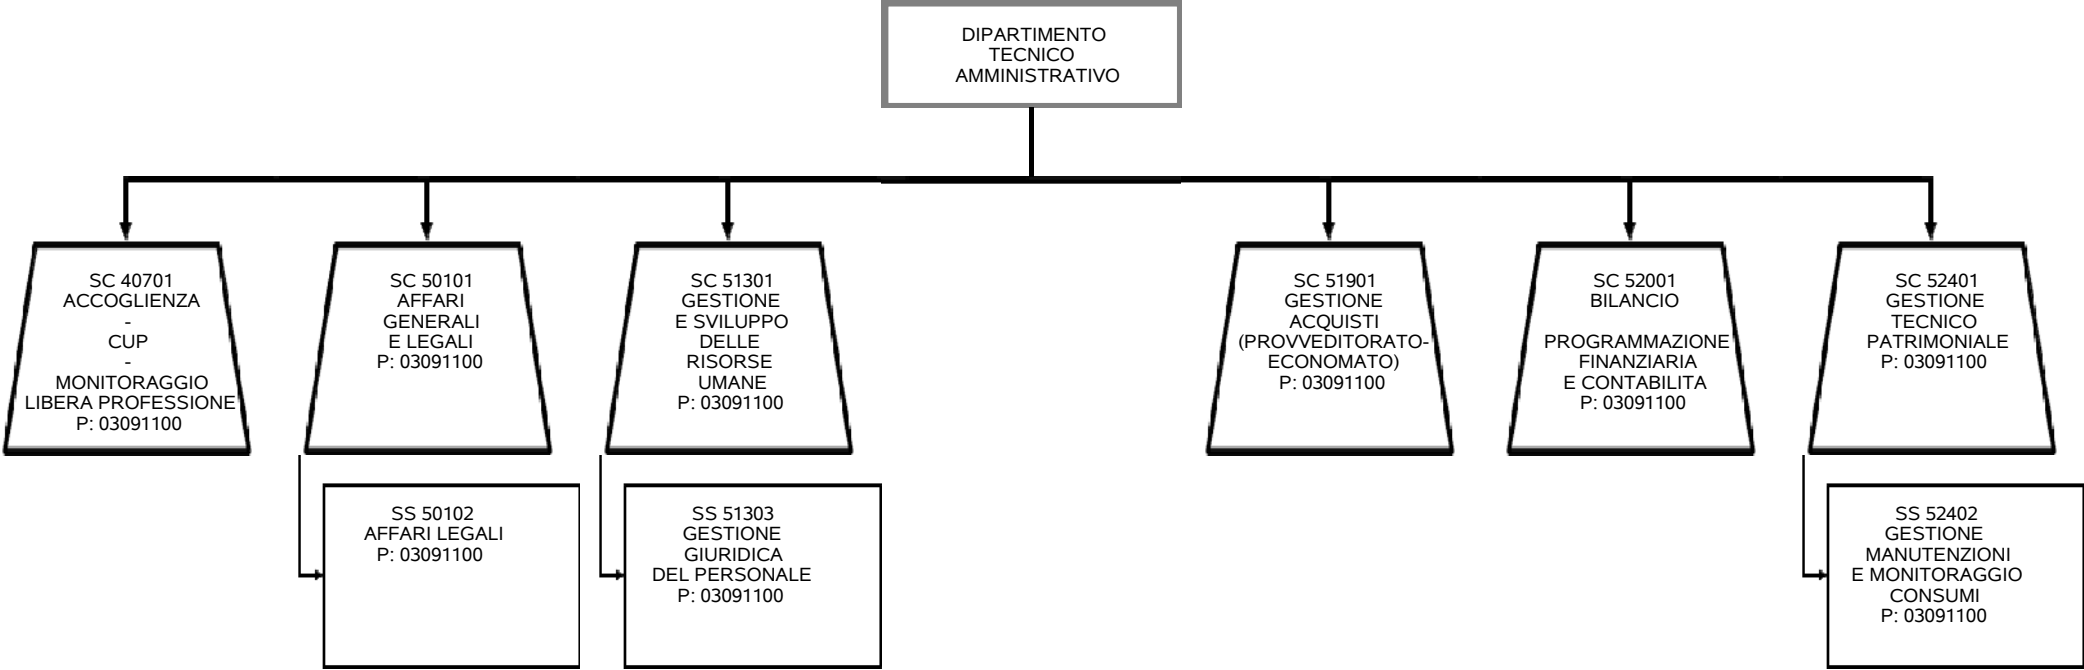 DIPARTIMENTO
TECNICO
AMMINISTRATIVO
SC 40701
ACCOGLIENZA
-
CUP
-
MONITORAGGIO
LIBERA PROFESSIONE
P: 03091100
SC 50101
AFFARI
GENERALI
E LEGALI
P: 03091100
SC 51301
GESTIONE
E SVILUPPO
DELLE
RISORSE
UMANE
P: 03091100
SC 51901
GESTIONE
ACQUISTI
(PROVVEDITORATO-
ECONOMATO)
P: 03091100
SC 52001
BILANCIO
PROGRAMMAZIONE
FINANZIARIA
E CONTABILITA
P: 03091100
SC 52401
GESTIONE
TECNICO
PATRIMONIALE
P: 03091100
SS 50102
AFFARI LEGALI
P: 03091100
SS 51303
GESTIONE
GIURIDICA
DEL PERSONALE
P: 03091100
SS 52402
GESTIONE
MANUTENZIONI
E MONITORAGGIO
CONSUMI
P: 03091100